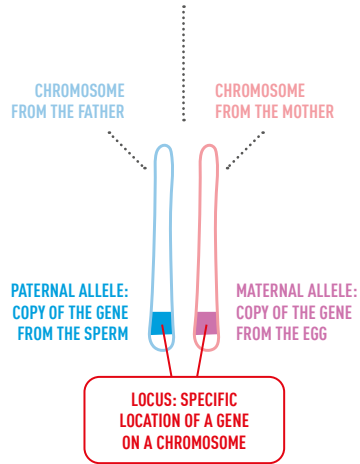 CHROMOSOME
FROM THE FATHER
CHROMOSOME
FROM THE MOTHER
PATERNAL ALLELE:
COPY OF THE GENE
FROM THE SPERM
MATERNAL ALLELE:
COPY OF THE GENE
FROM THE EGG
LOCUS: SPECIFIC
LOCATION OF A GENE
ON A CHROMOSOME